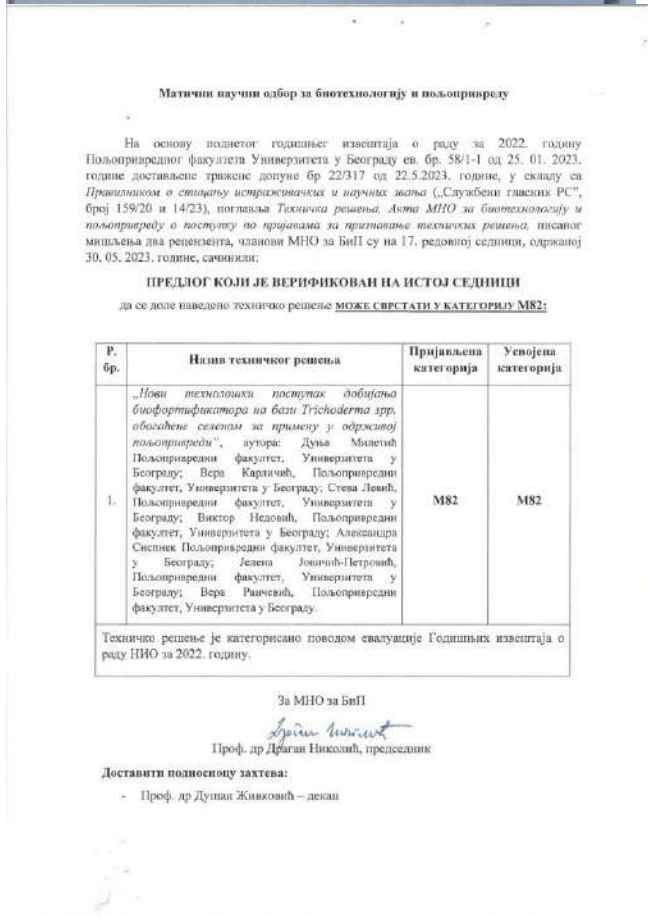 Матични научни одбор за биотехнологију и пољопривреду
На основу поднетог годишњег извештаја о раду за 2022. годину
Пољопривредног факултета Универзитета у Београду ев. бр. 58/1-1 од 25. 01. 2023.
године достављене тражене допуне бр 22/317 од 22.5.2023. године, у складу са
Правилником о стицању истраживачких и научних звања („Службени гласник РС”,
број 159/20 и 14/23), поглавља Техничка решења, Акта МНО за биотехнологију и
пољопривреду о поступку по пријавама за признавање техничких решења, писаног
мишљења два рецензента, чланови МНО за БиП су на 17. редовној седници, одржаној
30. 05. 2023. године, сачинили:
ПРЕДЛОГ КОЈИ ЈЕ ВЕРИФИКОВАН НА ИСТОЈ СЕДНИЦИ
да се доле наведено техничко решење МОЖЕ СВРСТАТИ У КАТЕГОРИЈУ М82:
Р. бр.
Назив техничког решења
Пријављена категорија
Усвојена категорија
1.
„Нови технолошки поступак добијања
биофортификатора на бази Trichoderma spp.
обогаћене селеном за примену у одрживој
пољопривреди”, аутора: Дуња Милетић
Пољопривредни факултет, Универзитета у
Београду; Вера Карличић, Пољопривредни
факултет, Универзитета у Београду; Стева Левић,
Пољопривредни факултет, Универзитета у
Београду; Виктор Недовић, Пољопривредни
факултет, Универзитета у Београду; Александра
Сиспнек Пољопривредни факултет, Универзитета
у Београду; Јелена Јовичић-Петровић,
Пољопривредни факултет, Универзитета у
Београду; Вера Раичевић, Пољопривредни
факултет, Универзитета у Београду.
М82
М82
Техничко решење је категорисано поводом евалуације Годишњих извештаја о
раду НИО за 2022. годину.
За МНО за БиП
Проф. др Драган Николић, председник
Доставити подносиоцу захтева:
- Проф. др Душан Живковић – декан